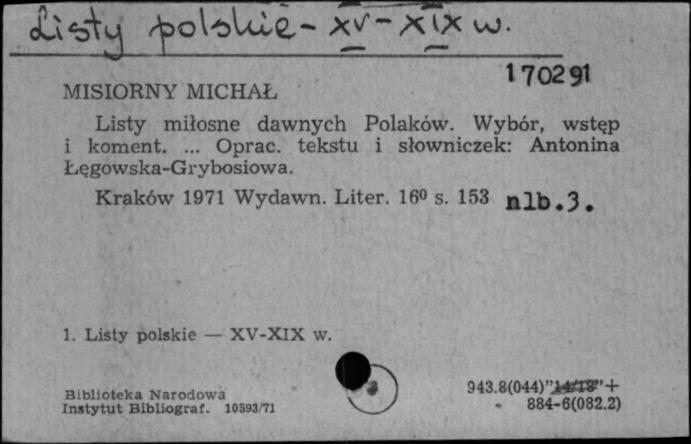 Listy polskie - XV - XIX w.
170291
MISIORNY MICHAŁ
Listy miłosne dawnych Polaków. Wybór, wstęp
i koment. ... Oprac. tekstu i słowniczek: Antonina
Łęgowska-Grybosiowa.
Kraków 1971 Wydawn. Liter. 16⁰ s. 153 nlb.3.
1. Listy polskie — XV-XIX w.
3
Biblioteka Narodowa
Instytut Bibliograf. 10593/71
943.8(044)"14/18"+
884-6(082.2)